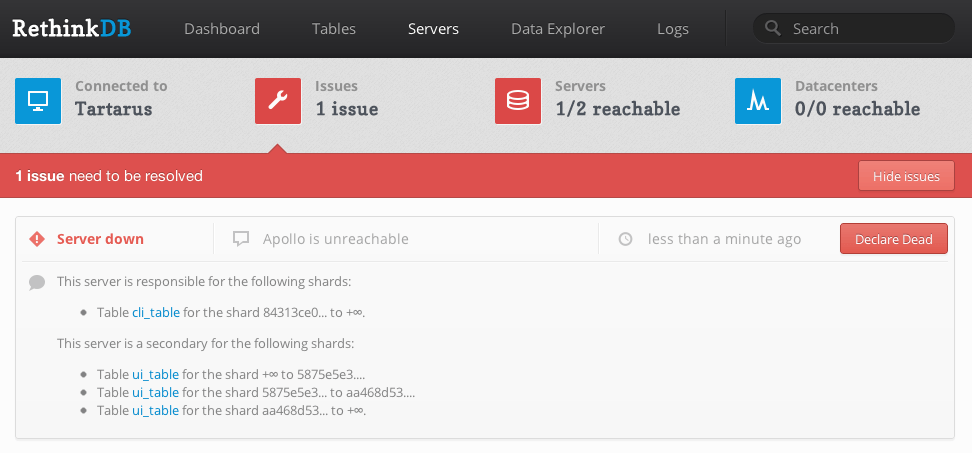 RethinkDB Dashboard Tables Servers Data Explorer Logs Search
Connected to
Tartarus
Issues
1 issue
Servers
1/2 reachable
Datacenters
0/0 reachable
1 issue need to be resolved
Hide issues
Server down
Apollo is unreachable
less than a minute ago
Declare Dead
This server is responsible for the following shards:
Table cli_table for the shard 84313ce0... to +∞.
This server is a secondary for the following shards:
Table ui_table for the shard +∞ to 5875e5e3....
Table ui_table for the shard 5875e5e3... to aa468d53....
Table ui_table for the shard aa468d53... to +∞.